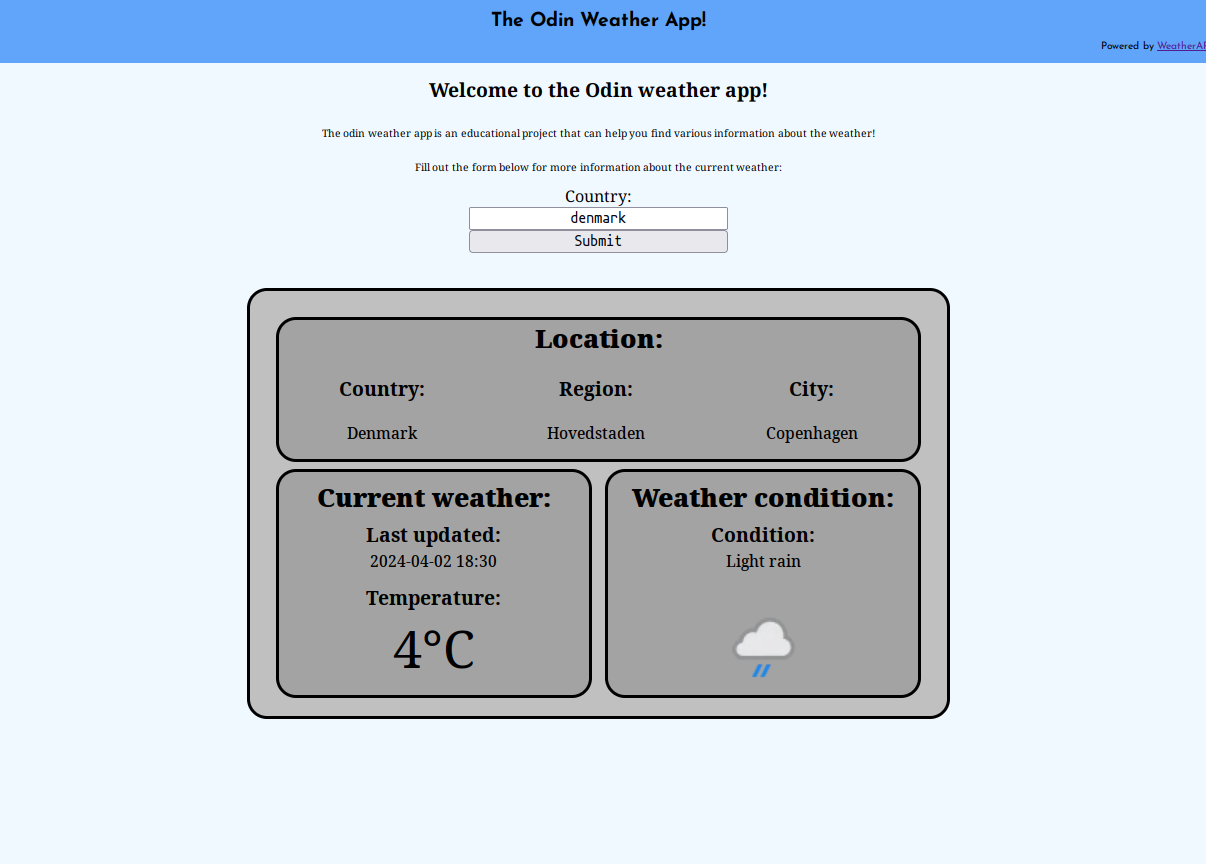 The Odin Weather App!
Powered by WeatherAP
Welcome to the Odin weather app!
The odin weather app is an educational project that can help you find various information about the weather!
Fill out the form below for more information about the current weather:
Country:
denmark
Submit
Location:
Country: Region: City:
Denmark Hovedstaden Copenhagen
Current weather: Weather condition:
Last updated: Condition:
2024-04-02 18:30 Light rain
Temperature:
4°C